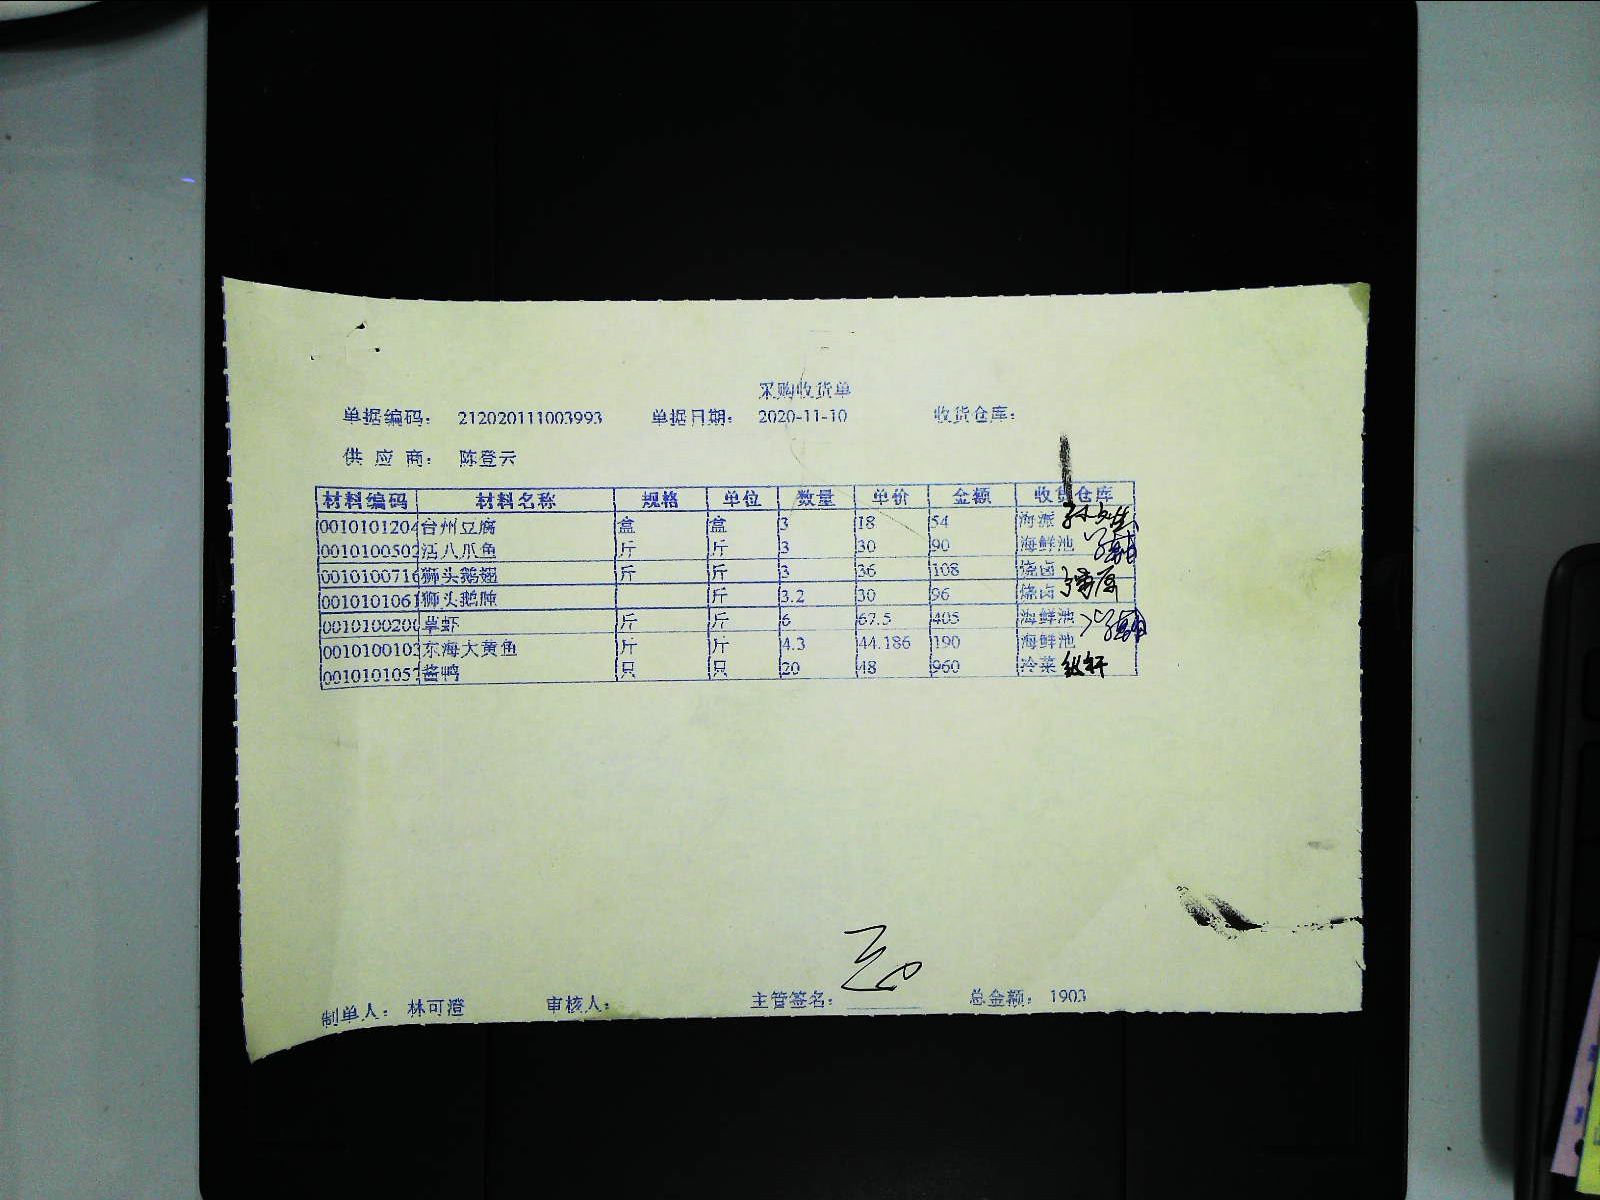 采购收货单
单据编码： 212020111003993 单据日期： 2020-11-10 收货仓库：
供 应 商： 陈登云
材料编码 材料名称 规格 单位 数量 单价 金额 收货仓库
0010101204 台州豆腐 盒 盒 3 18 54 海派
0010100502 活八爪鱼 斤 斤 3 30 90 海鲜池
0010100716 狮头鹅翅 斤 斤 3 36 108 烧卤
0010101061 狮头鹅肫 斤 3.2 30 96 烧卤
0010100200 草虾 斤 斤 6 67.5 405 海鲜池
0010100103 东海大黄鱼 斤 斤 4.3 44.186 190 海鲜池
0010101057 酱鸭 只 只 20 48 960 冷菜
制单人： 林可澄 审核人： 主管签名： 总金额： 1903